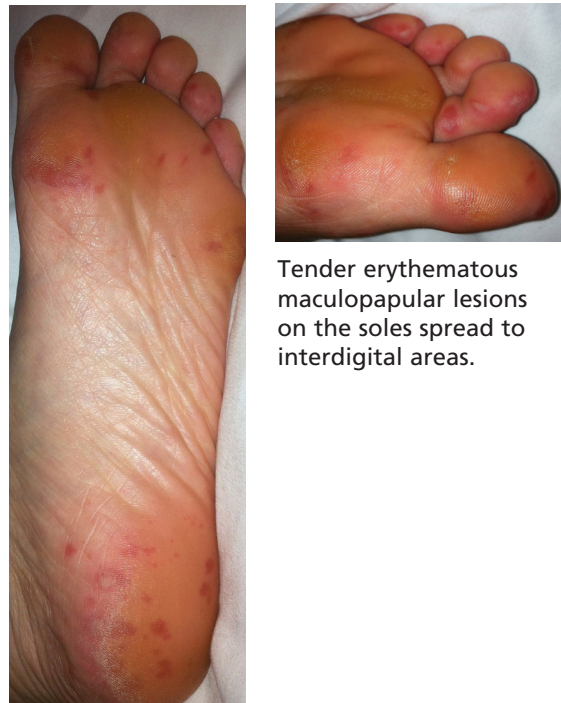 Tender erythematous
maculopapular lesions
on the soles spread to
interdigital areas.